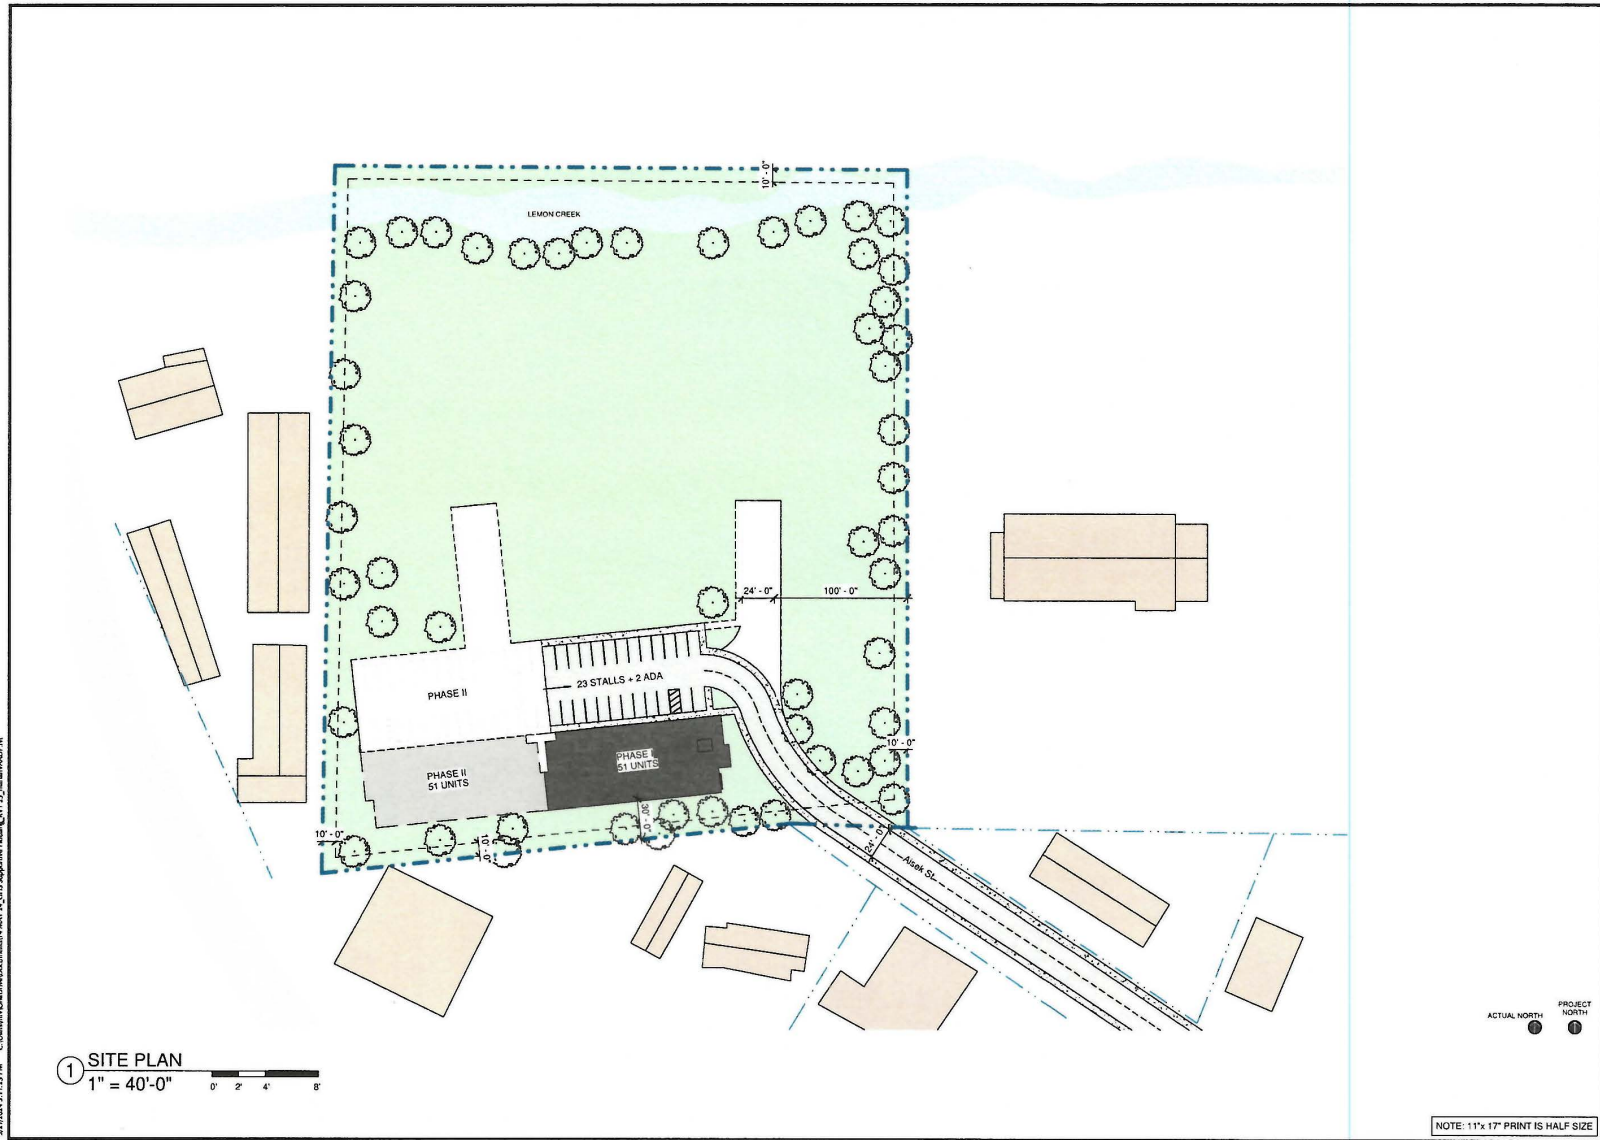 10' - 0"
LEMON CREEK
24' - 0"
100' - 0"
23 STALLS + 2 ADA
PHASE II
10' - 0"
PHASE I
51 UNITS
PHASE II
51 UNITS
30' - 0"
10' - 0"
10' - 0"
24' - 0"
Alsek St.
PROJECT
NORTH
ACTUAL NORTH
1
SITE PLAN
1" = 40'-0"
0' 2' 4' 8'
NOTE: 11"x 17" PRINT IS HALF SIZE